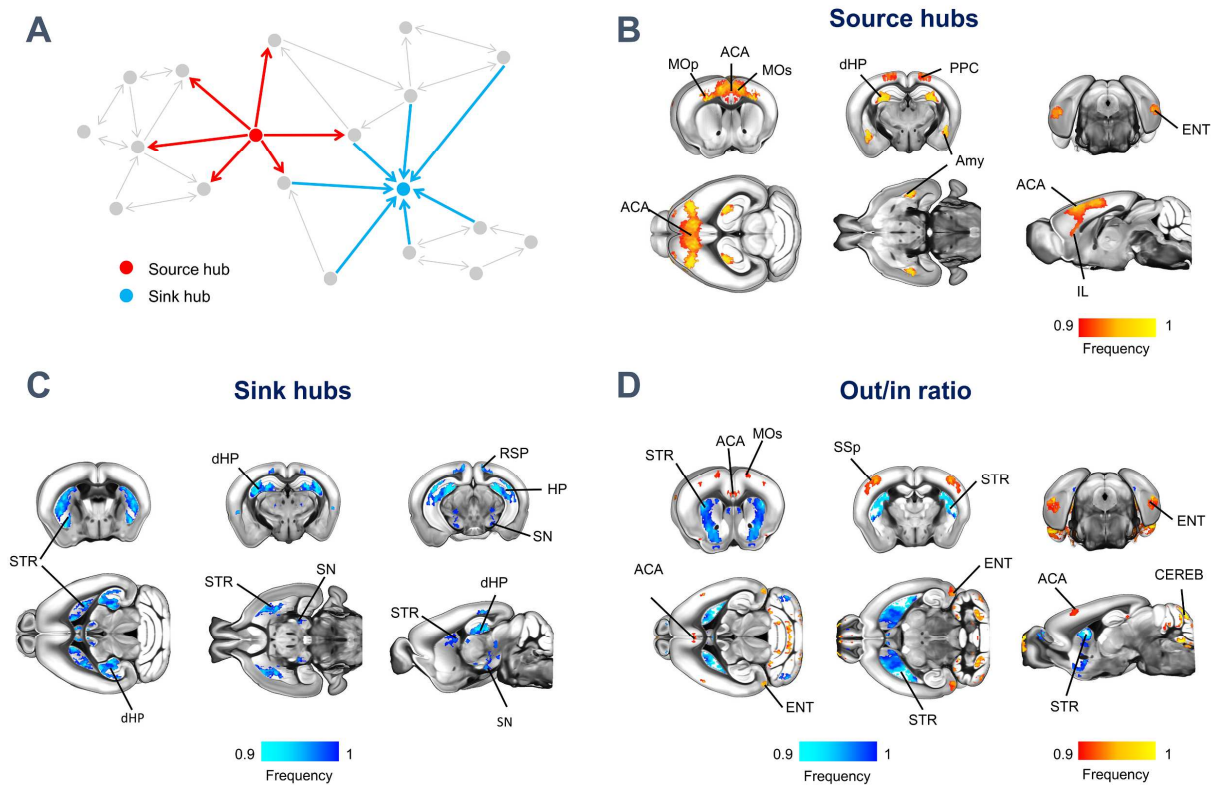 A
Source hub
Sink hub
B
Source hubs
MOp
ACA
MOs
dHP
PPC
ENT
Amy
ACA
ACA
IL
0.9
1
Frequency
C
Sink hubs
dHP
RSP
HP
SN
STR
STR
SN
dHP
STR
dHP
SN
0.9
1
Frequency
D
Out/in ratio
STR
ACA
MOs
SSp
STR
ENT
ACA
ENT
ENT
STR
ACA
CEREB
STR
0.9
1
Frequency
0.9
1
Frequency